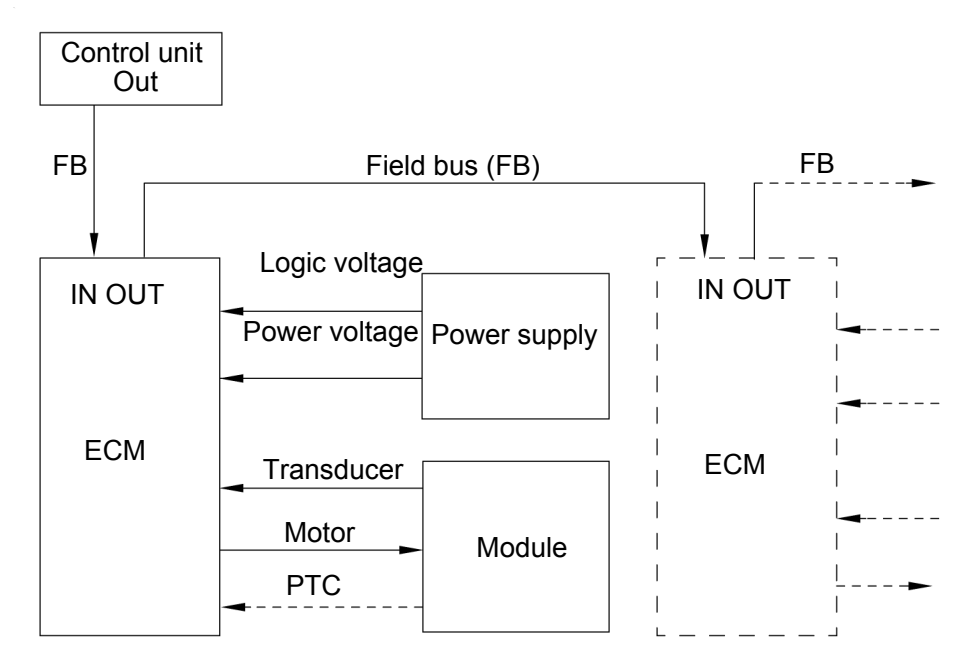 Control unit
Out
FB
Field bus (FB)
FB
IN OUT
Logic voltage
IN OUT
Power voltage
Power supply
ECM
Transducer
ECM
Motor
Module
PTC